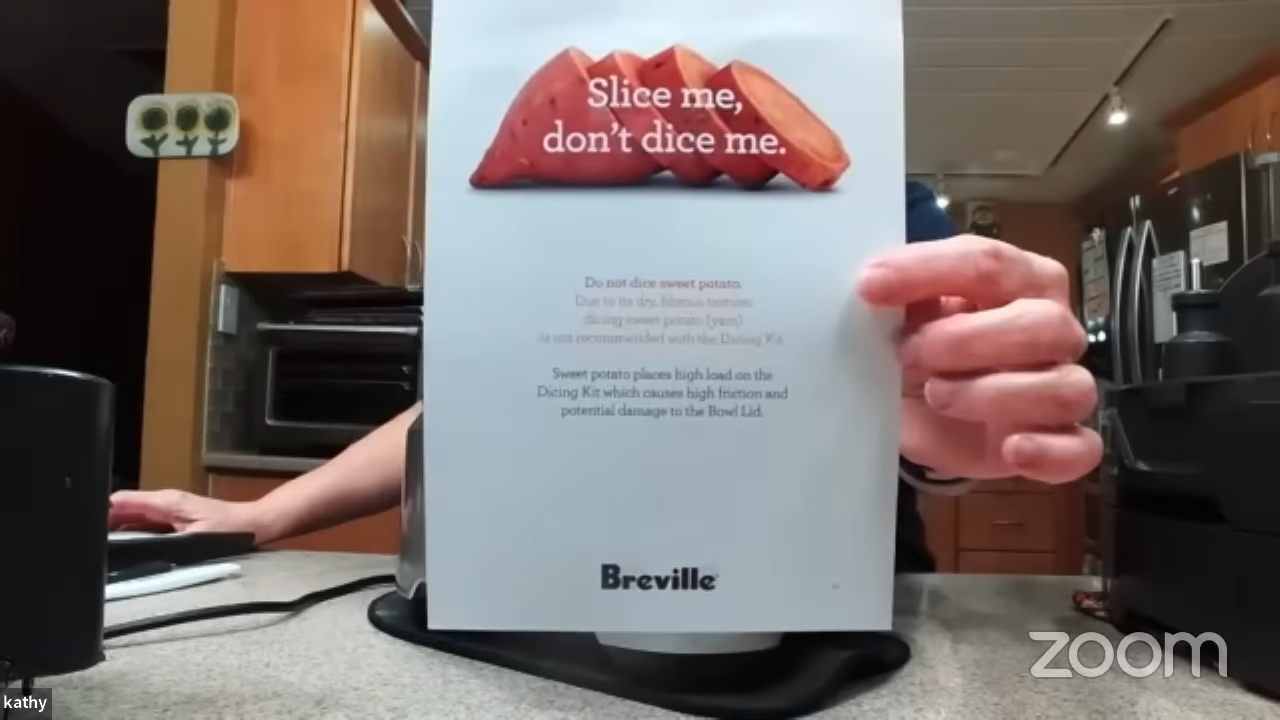 Slice me,
don't dice me.
Do not dice sweet potato.
Due to its dry, fibrous texture,
dicing sweet potato (yam)
is not recommended with the Dicing Kit.
Sweet potato places high load on the
Dicing Kit which causes high friction and
potential damage to the Bowl Lid.
Breville
zoom
kathy